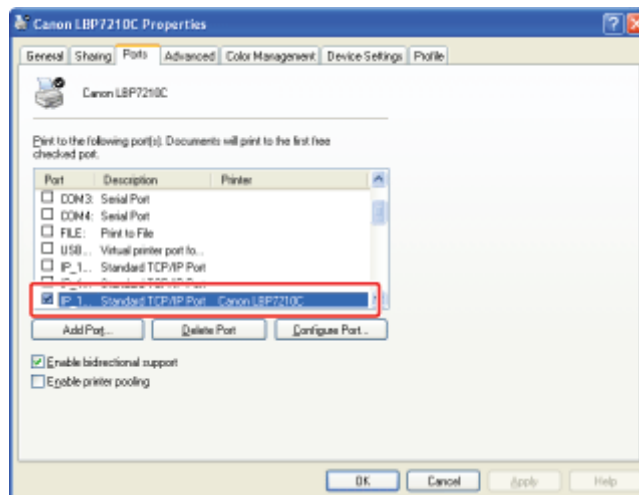 Canon LBP7210C Properties
General Sharing Ports Advanced Color Management Device Settings Profile
Canon LBP7210C
Print to the following port(s). Documents will print to the first free
checked port.
Port Description Printer
COM3: Serial Port
COM4: Serial Port
FILE: Print to File
USB... Virtual printer port fo...
IP_1... Standard TCP/IP Port
IP_1... Standard TCP/IP Port Canon LBP7210C
Add Port... Delete Port Configure Port...
Enable bidirectional support
Enable printer pooling
OK Cancel Apply Help